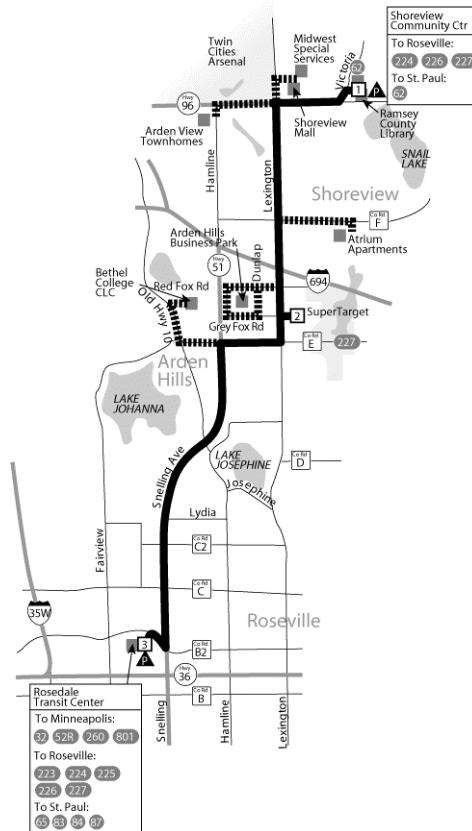 Shoreview
Community Ctr
To Roseville:
224 226 227
To St. Paul:
62
Midwest
Special
Services
Twin
Cities
Arsenal
Victoria
62
1
P
Hwy
96
Shoreview
Mall
Ramsey
County
Library
Arden View
Townhomes
Hamline
Lexington
SNAIL
LAKE
Shoreview
Co Rd
F
Arden Hills
Business Park
Atrium
Apartments
Hwy
51
Dunlap
694
Bethel
College
CLC
Red Fox Rd
Old Hwy 10
Grey Fox Rd
2
SuperTarget
Co Rd
E
227
Arden
Hills
LAKE
JOHANNA
LAKE
JOSEPHINE
Co Rd
D
Josephine
Snelling Ave
Lydia
Fairview
Co Rd
C2
Co Rd
C
35W
Roseville
3
P
Co Rd
B2
Hwy
36
Co Rd
B
Snelling
Hamline
Lexington
Rosedale
Transit Center
To Minneapolis:
32 52R 260 801
To Roseville:
223 224 225
226 227
To St. Paul:
65 83 84 87